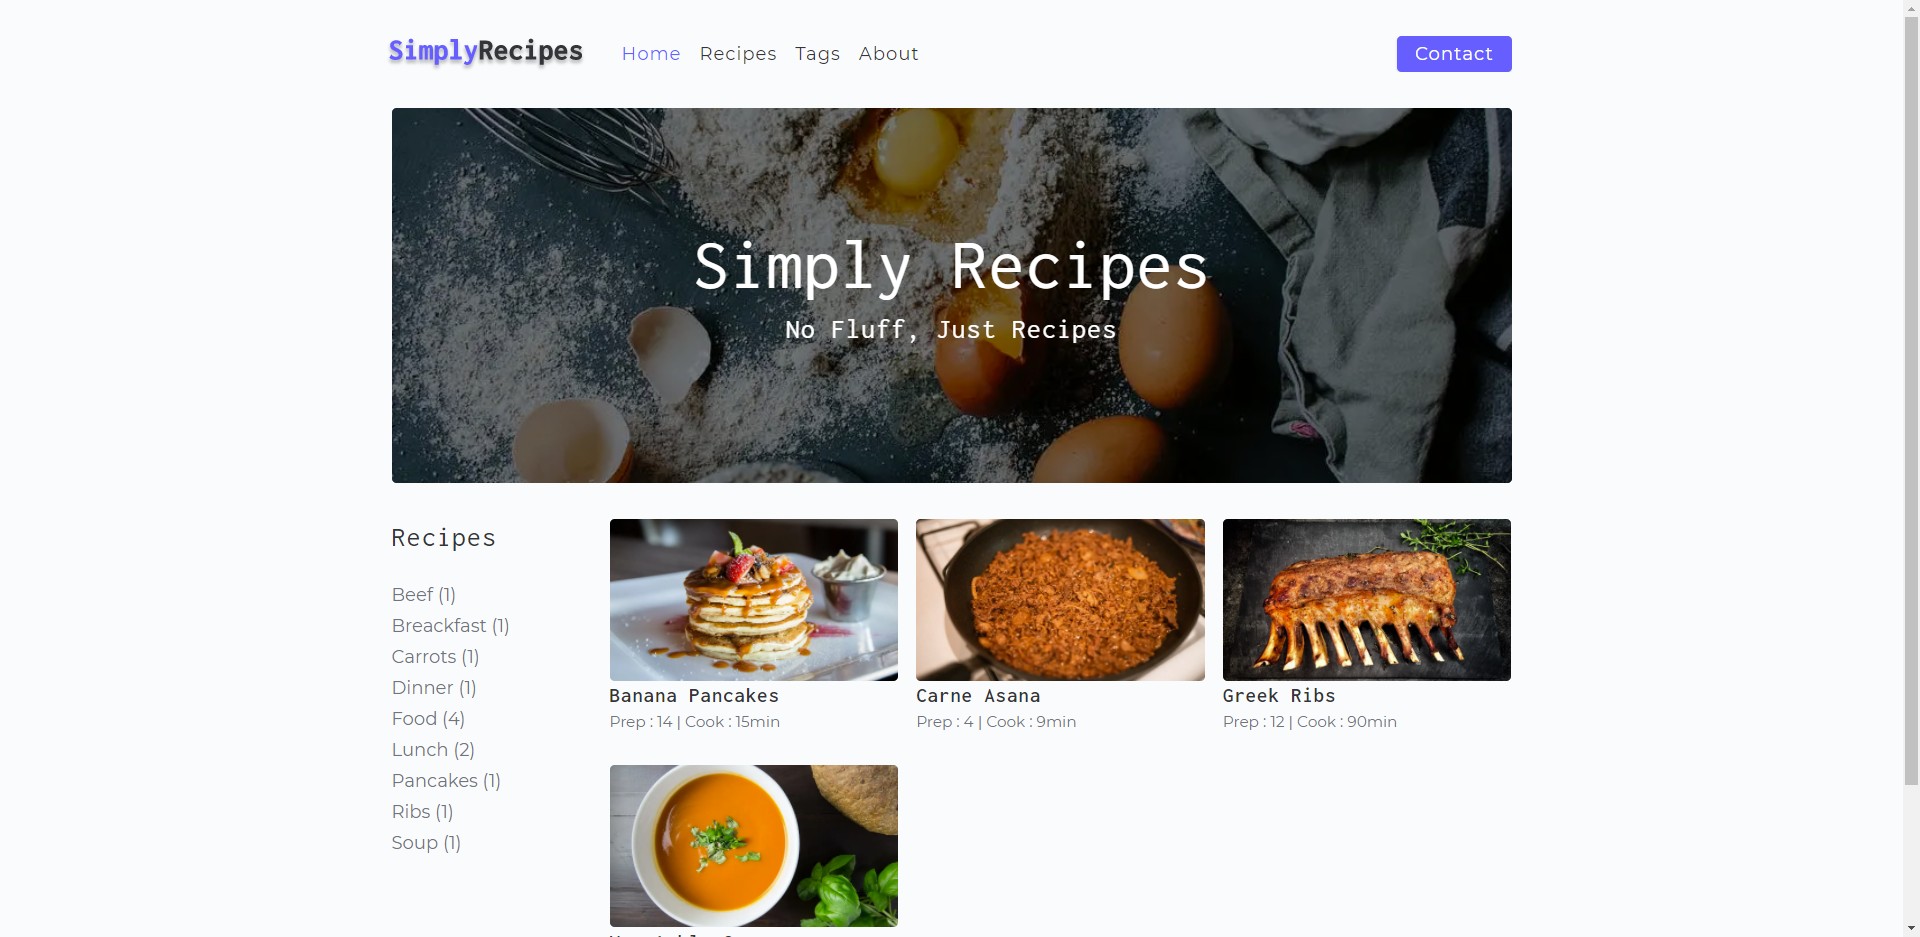 SimplyRecipes
Home Recipes Tags About
Contact
Simply Recipes
No Fluff, Just Recipes
Recipes
Beef (1)
Breackfast (1)
Carrots (1)
Dinner (1)
Food (4)
Lunch (2)
Pancakes (1)
Ribs (1)
Soup (1)
Banana Pancakes
Prep : 14 | Cook : 15min
Carne Asana
Prep : 4 | Cook : 9min
Greek Ribs
Prep : 12 | Cook : 90min